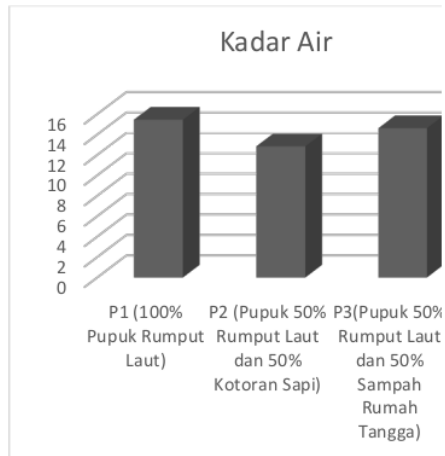 Kadar Air
16
14
12
10
8
6
4
2
0
P1 (100%
Pupuk Rumput
Laut)
P2 (Pupuk 50%
Rumput Laut
dan 50%
Kotoran Sapi)
P3(Pupuk 50%
Rumput Laut
dan 50%
Sampah
Rumah
Tangga)